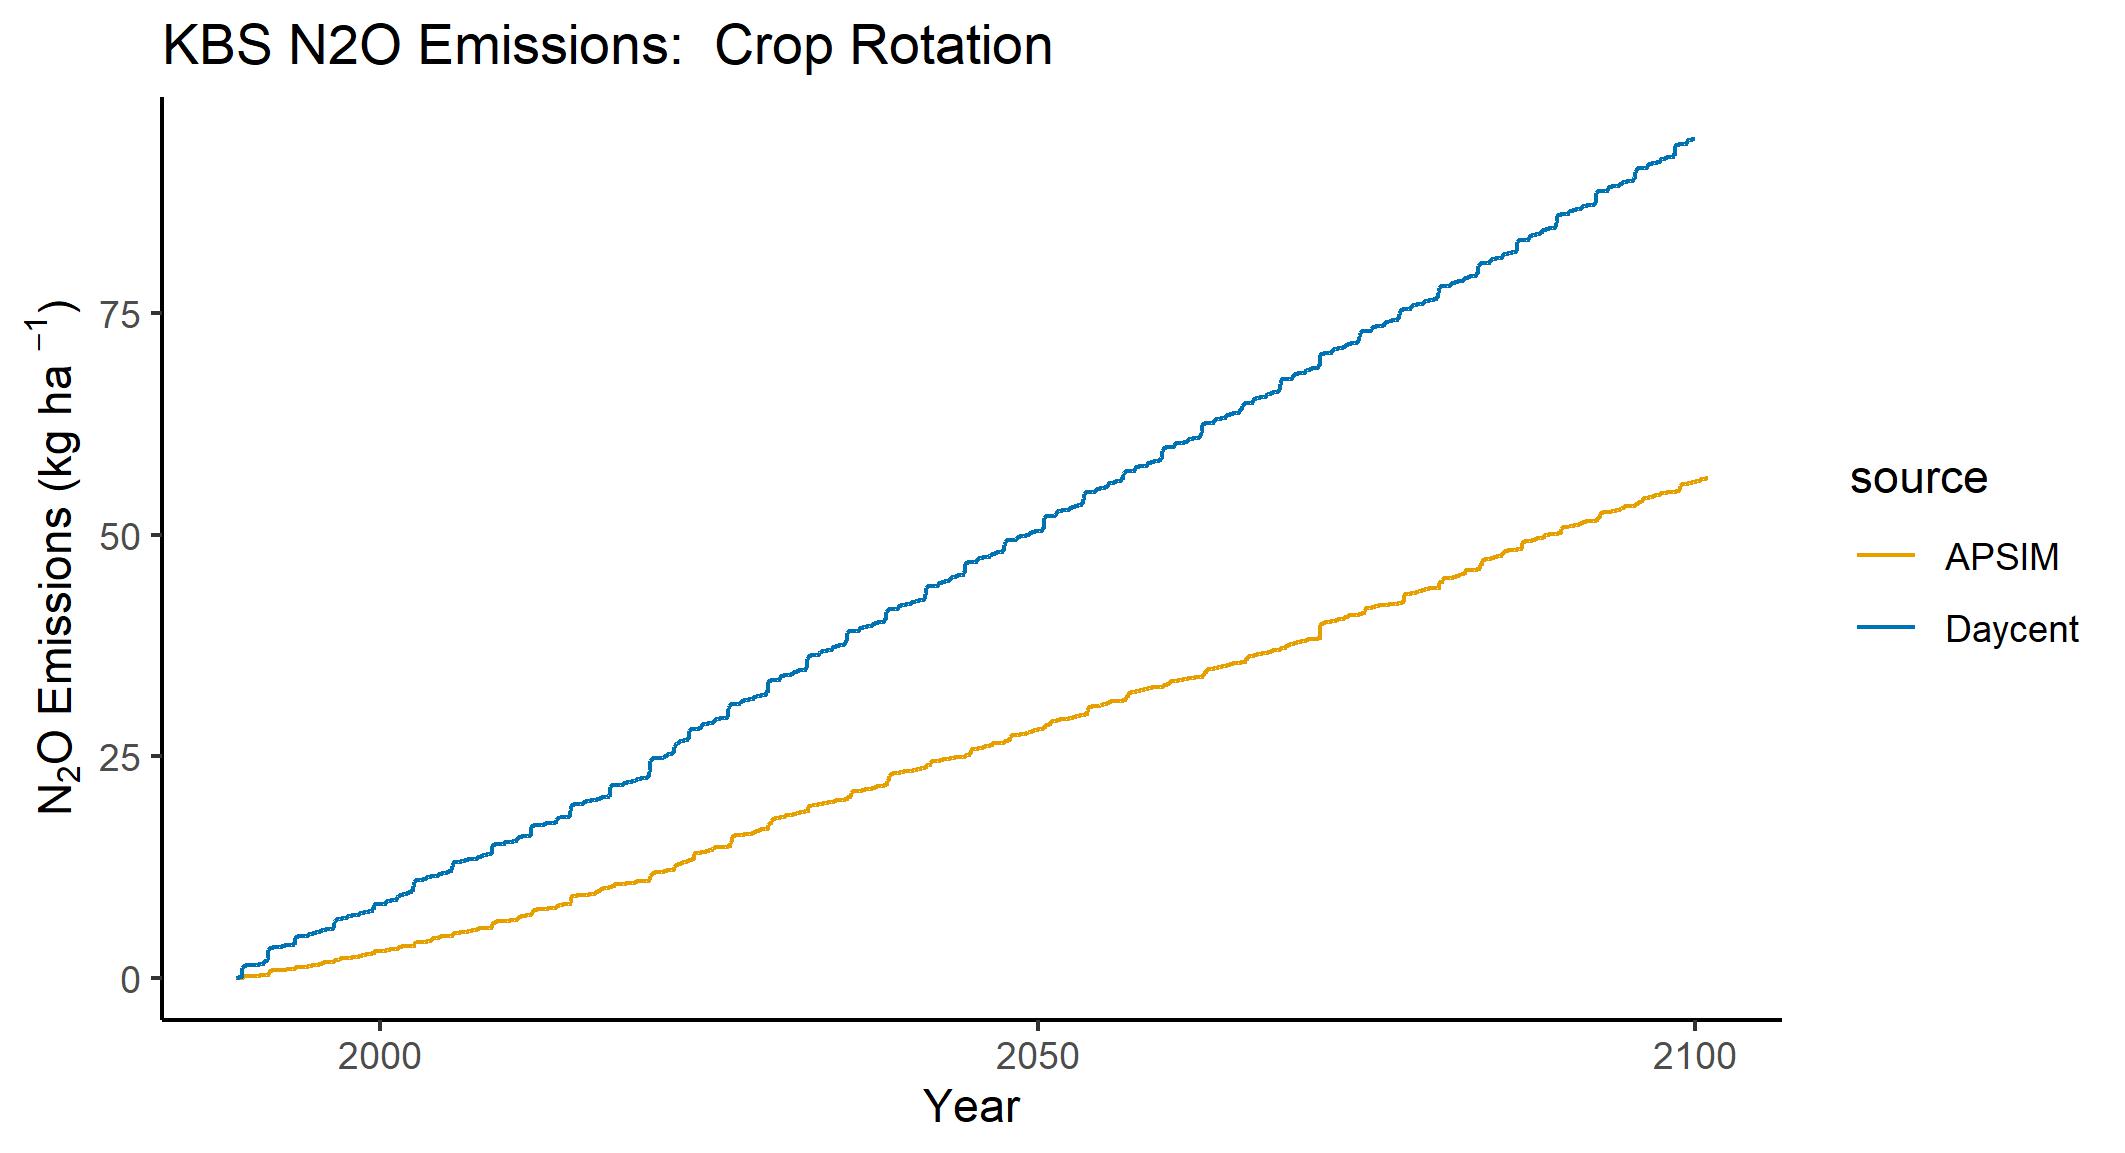 KBS N2O Emissions:  Crop Rotation
N₂O Emissions (kg ha ⁻¹)
75
50
25
0
2000 2050 2100
Year
source
APSIM
Daycent